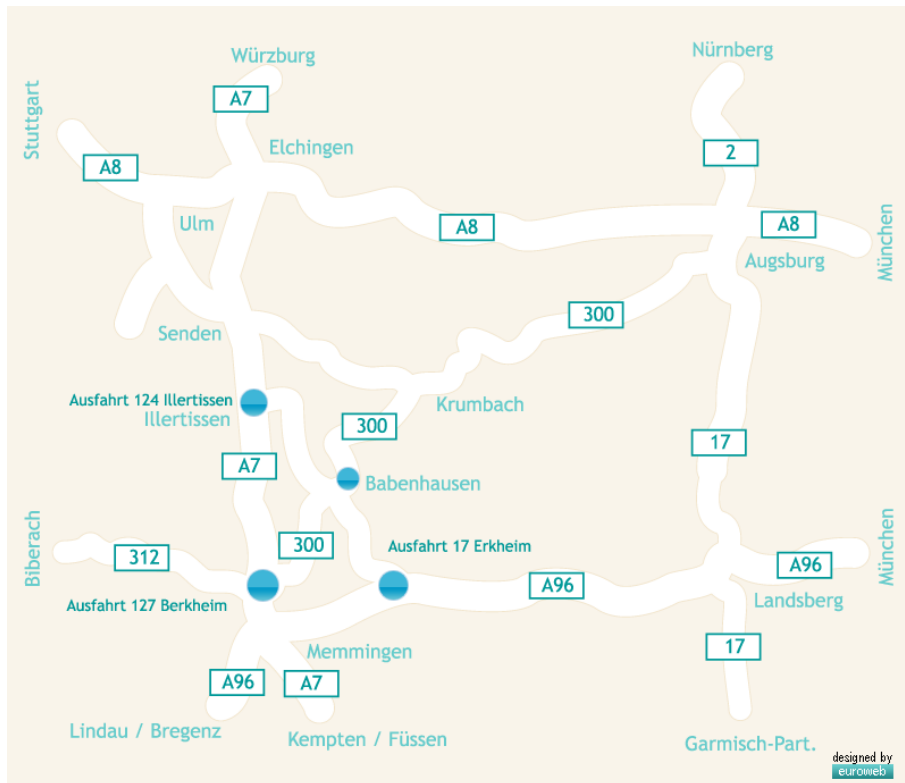 Würzburg
Nürnberg
Stuttgart
A7
Elchingen
2
A8
Ulm
A8
A8
München
Augsburg
300
Senden
Ausfahrt 124 Illertissen
Illertissen
Krumbach
300
17
A7
Babenhausen
Biberach
312
300
Ausfahrt 17 Erkheim
München
A96
A96
Ausfahrt 127 Berkheim
Landsberg
Memmingen
17
A96
A7
Lindau / Bregenz
Kempten / Füssen
Garmisch-Part.
designed by
euroweb